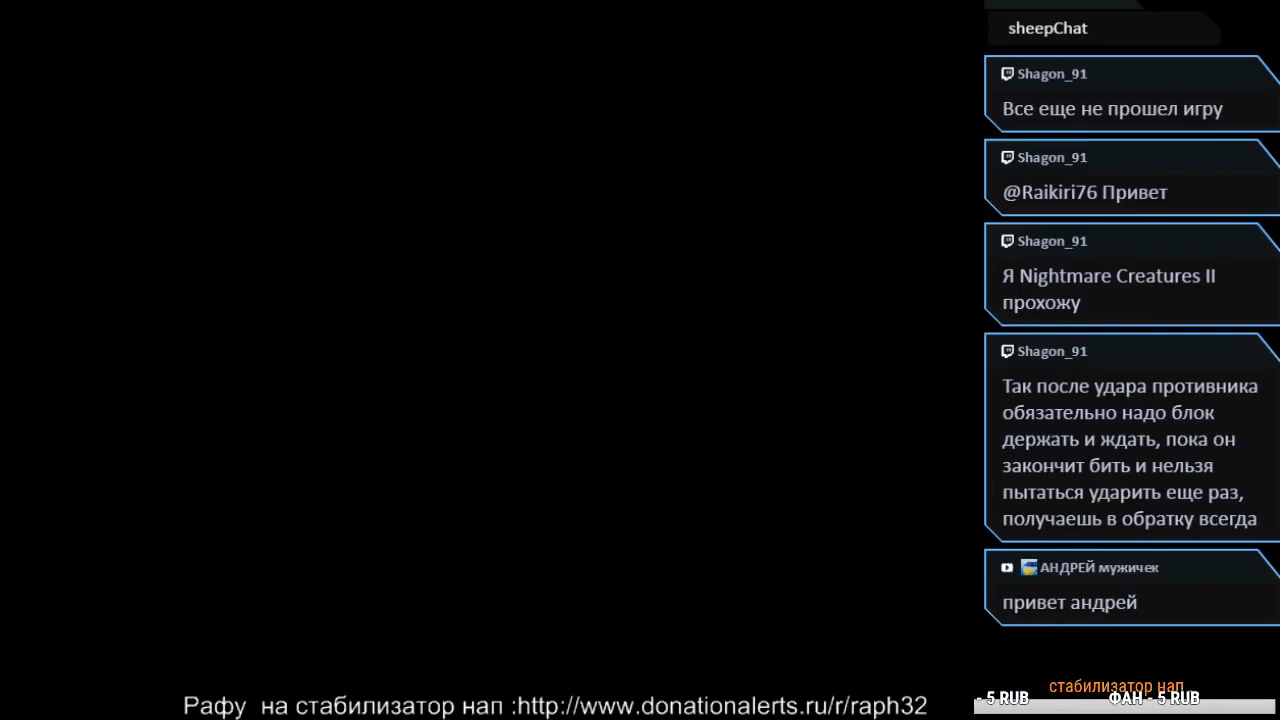 sheepChat
Shagon_91
Все еще не прошел игру
Shagon_91
@Raikiri76 Привет
Shagon_91
Я Nightmare Creatures II
прохожу
Shagon_91
Так после удара противника
обязательно надо блок
держать и ждать, пока он
закончит бить и нельзя
пытаться ударить еще раз,
получаешь в обратку всегда
АНДРЕЙ мужичек
привет андрей
стабилизатор нап
- 5 RUB ФАН - 5 RUB
Рафу на стабилизатор нап :http://www.donationalerts.ru/r/raph32